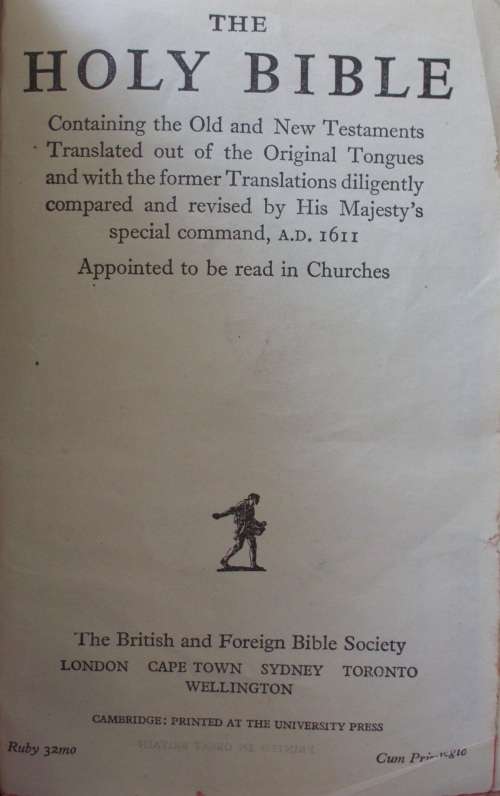 THE
HOLY BIBLE
Containing the Old and New Testaments
Translated out of the Original Tongues
and with the former Translations diligently
compared and revised by His Majesty's
special command, A.D. 1611
Appointed to be read in Churches
The British and Foreign Bible Society
LONDON CAPE TOWN SYDNEY TORONTO
WELLINGTON
CAMBRIDGE: PRINTED AT THE UNIVERSITY PRESS
Ruby 32mo
Cum